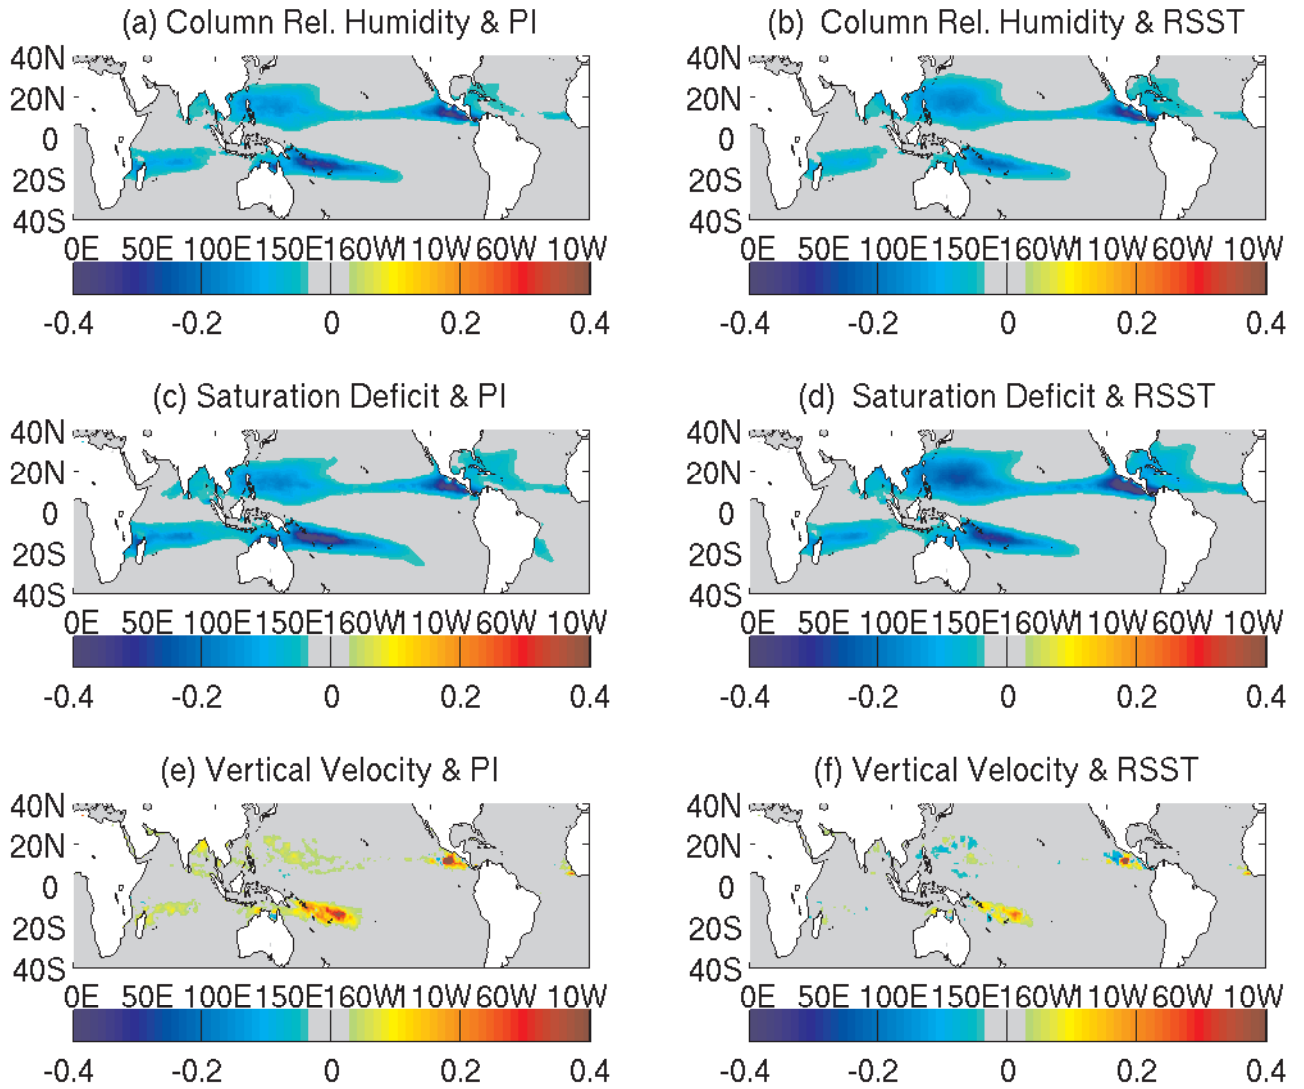 (a) Column Rel. Humidity & PI
40N
20N
0
20S
40S
0E 50E 100E 150E 160W 110W 60W 10W
-0.4 -0.2 0 0.2 0.4
(b) Column Rel. Humidity & RSST
40N
20N
0
20S
40S
0E 50E 100E 150E 160W 110W 60W 10W
-0.4 -0.2 0 0.2 0.4
(c) Saturation Deficit & PI
40N
20N
0
20S
40S
0E 50E 100E 150E 160W 110W 60W 10W
-0.4 -0.2 0 0.2 0.4
(d) Saturation Deficit & RSST
40N
20N
0
20S
40S
0E 50E 100E 150E 160W 110W 60W 10W
-0.4 -0.2 0 0.2 0.4
(e) Vertical Velocity & PI
40N
20N
0
20S
40S
0E 50E 100E 150E 160W 110W 60W 10W
-0.4 -0.2 0 0.2 0.4
(f) Vertical Velocity & RSST
40N
20N
0
20S
40S
0E 50E 100E 150E 160W 110W 60W 10W
-0.4 -0.2 0 0.2 0.4